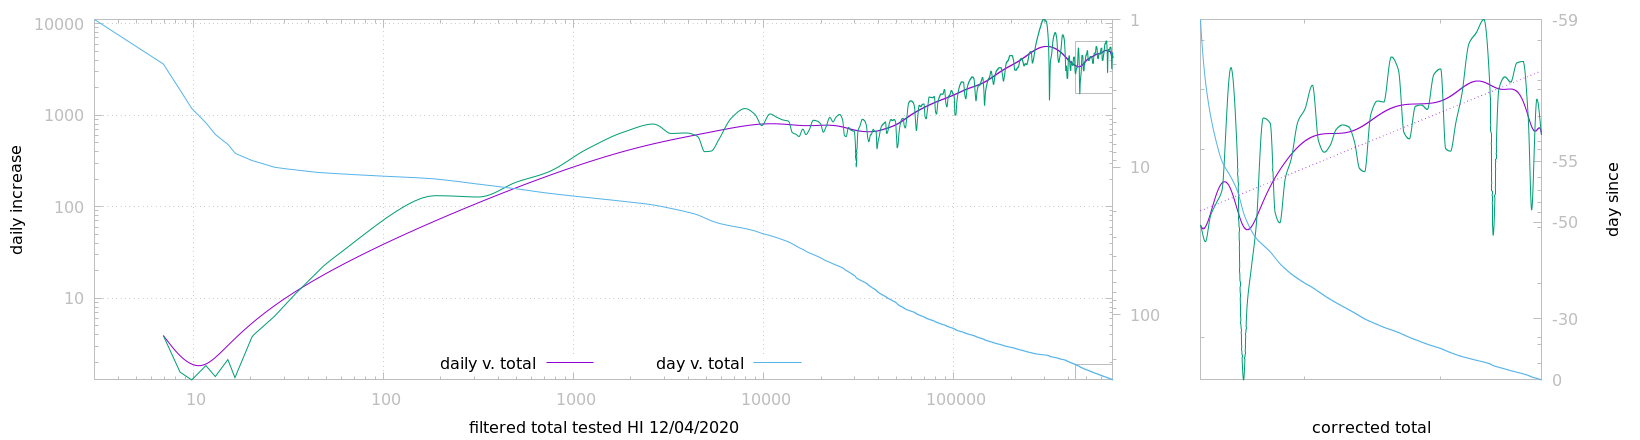 10000
1000
100
10
daily increase
10
100
1000
10000
100000
filtered total tested HI 12/04/2020
daily v. total
day v. total
1
10
100
-59
-55
-50
-30
0
day since
corrected total